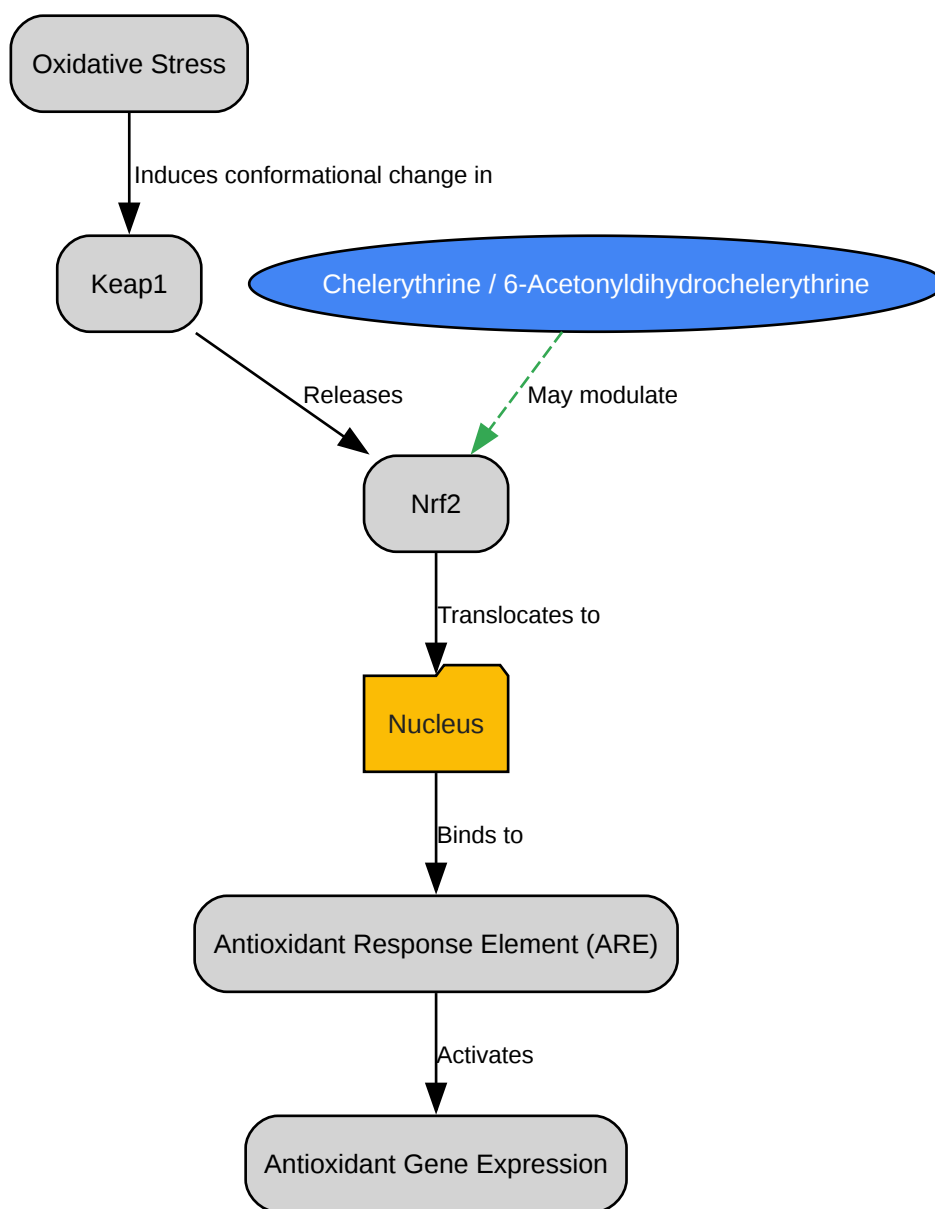 Oxidative Stress
Induces conformational change in
Keap1
Chelerythrine / 6-Acetonyldihydrochelerythrine
Releases
May modulate
Nrf2
Translocates to
Nucleus
Binds to
Antioxidant Response Element (ARE)
Activates
Antioxidant Gene Expression